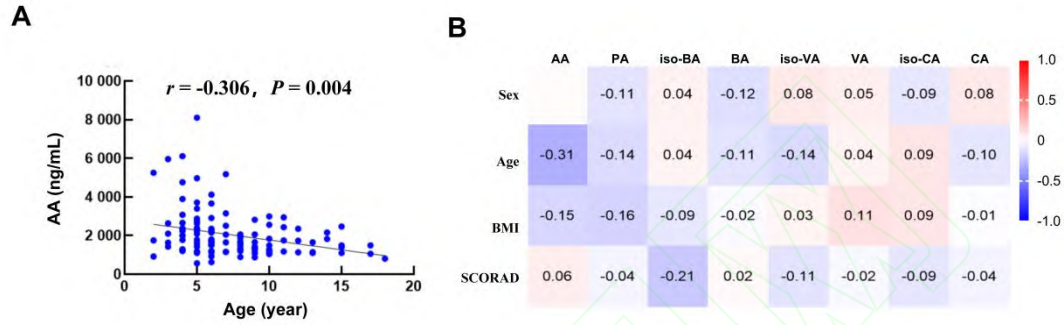 A
r = -0.306, P = 0.004
10 000
8 000
6 000
4 000
2 000
0
AA (ng/mL)
0 5 10 15 20
Age (year)
B
AA PA iso-BA BA iso-VA VA iso-CA CA
Sex -0.11 0.04 -0.12 0.08 0.05 -0.09 0.08
Age -0.31 -0.14 0.04 -0.11 -0.14 0.04 0.09 -0.10
BMI -0.15 -0.16 -0.09 -0.02 0.03 0.11 0.09 -0.01
SCORAD 0.06 -0.04 -0.21 0.02 -0.11 -0.02 -0.09 -0.04
1.0
0.5
0
-0.5
-1.0